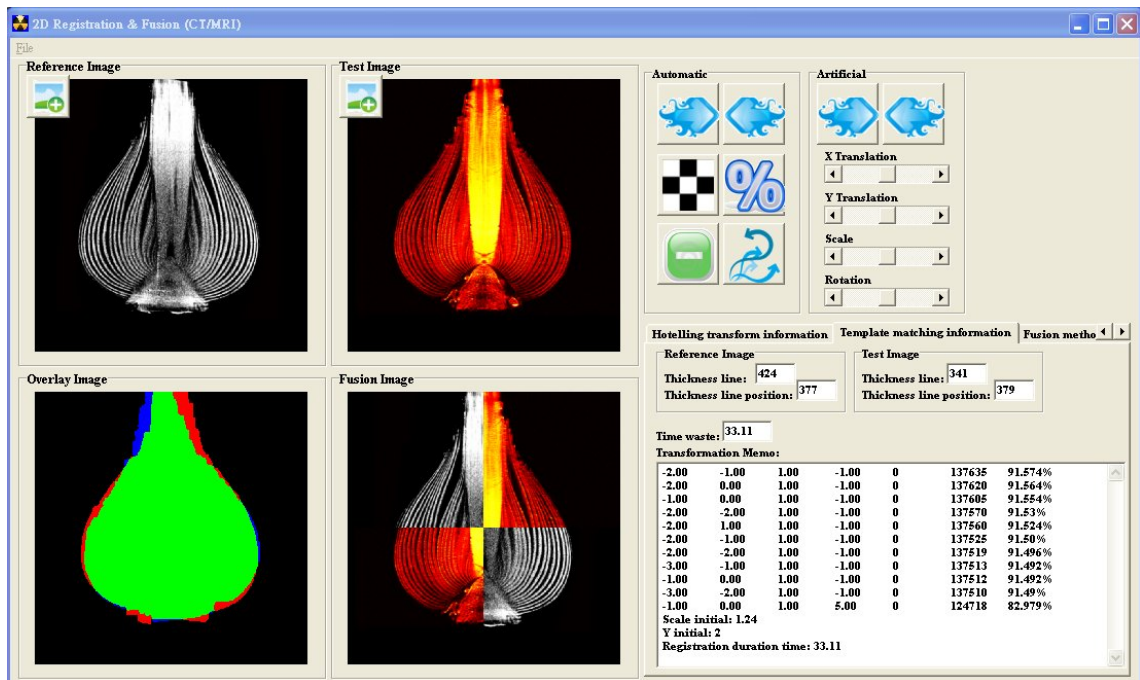 2D Registration & Fusion (CT/MRI)
File
Reference Image
Test Image
Automatic
Artificial
%
X Translation
Y Translation
Scale
Rotation
Hotelling transform information
Template matching information
Fusion metho
Reference Image
Thickness line: 424
Thickness line position: 377
Test Image
Thickness line: 341
Thickness line position: 379
Time waste: 33.11
Transformation Memo:
-2.00 -1.00 1.00 -1.00 0 137635 91.574%
-2.00 0.00 1.00 -1.00 0 137620 91.564%
-1.00 0.00 1.00 -1.00 0 137605 91.554%
-2.00 -2.00 1.00 -1.00 0 137570 91.53%
-2.00 1.00 1.00 -1.00 0 137560 91.524%
-2.00 -1.00 1.00 -1.00 0 137525 91.50%
-2.00 -2.00 1.00 -1.00 0 137519 91.496%
-3.00 -1.00 1.00 -1.00 0 137513 91.492%
-1.00 0.00 1.00 -1.00 0 137512 91.492%
-3.00 -2.00 1.00 -1.00 0 137510 91.49%
-1.00 0.00 1.00 5.00 0 124718 82.979%
Scale initial: 1.24
Y initial: 2
Registration duration time: 33.11
Overlay Image
Fusion Image